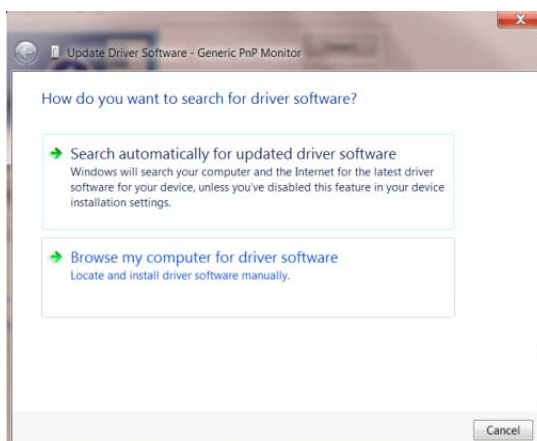 Update Driver Software - Generic PnP Monitor
How do you want to search for driver software?
Search automatically for updated driver software
Windows will search your computer and the Internet for the latest driver
software for your device, unless you've disabled this feature in your device
installation settings.
Browse my computer for driver software
Locate and install driver software manually.
Cancel